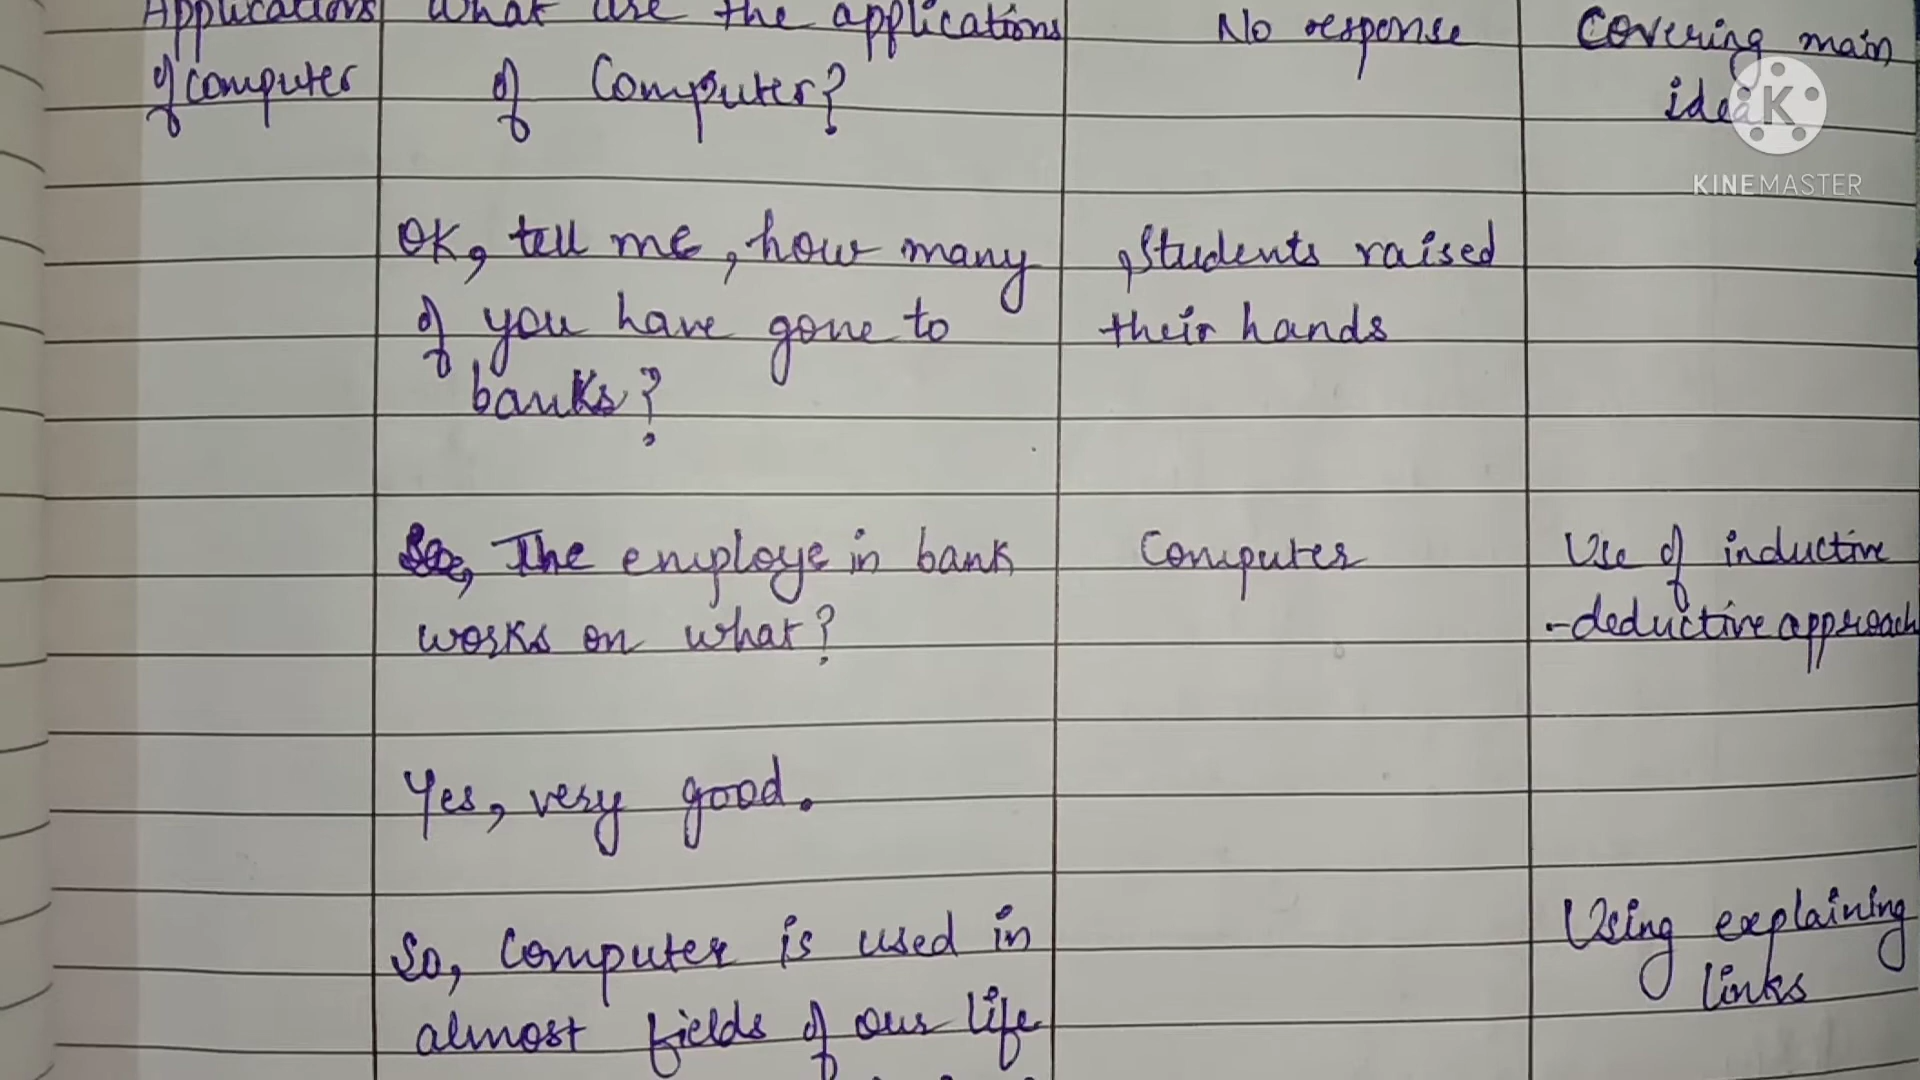 Applications What are the applications No response Covering main
of computer of Computer? idea
KINEMASTER
OK, tell me, how many Students raised
of you have gone to their hands
banks?
So, The employe in bank Computer Use of inductive
works on what? -deductive approach
Yes, very good.
So, Computer is used in Using explaining
almost fields of our life links